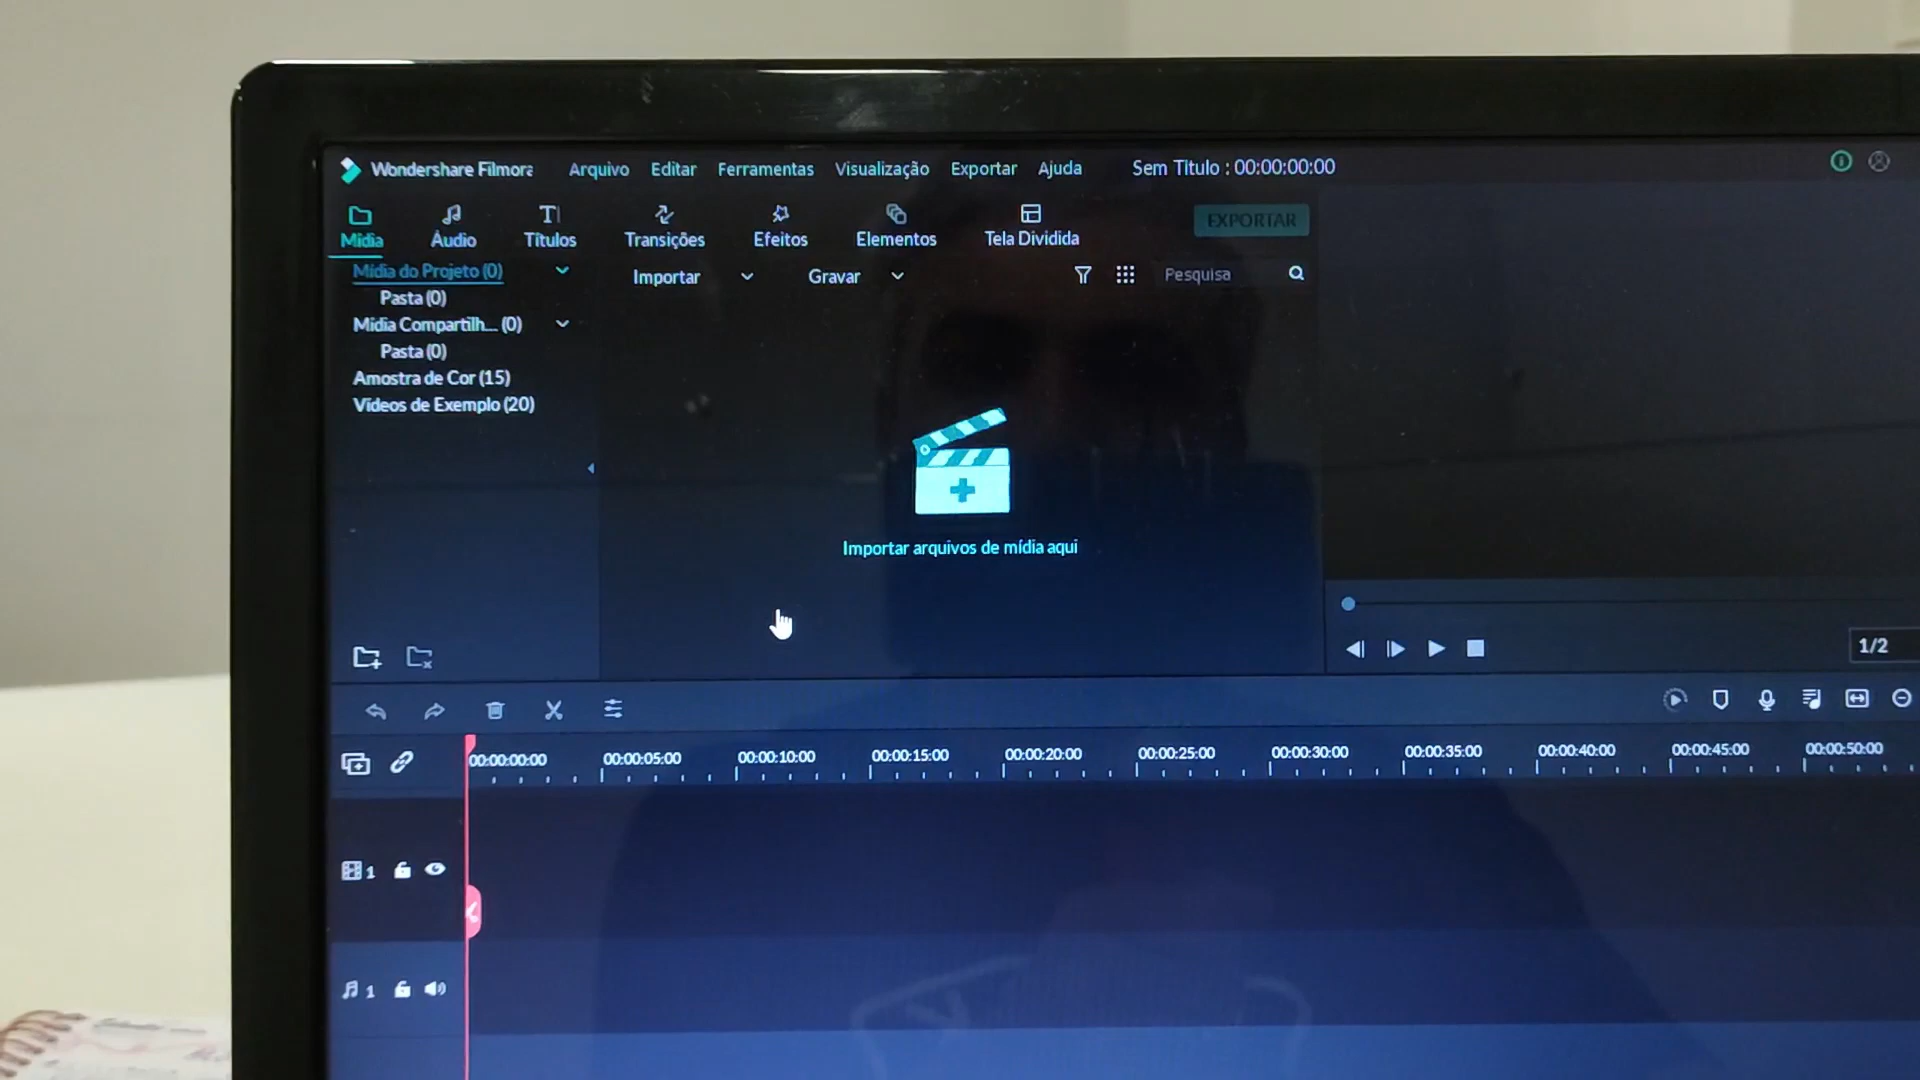 Wondershare Filmora Arquivo Editar Ferramentas Visualização Exportar Ajuda Sem Título : 00:00:00:00
Mídia Áudio Títulos Transições Efeitos Elementos Tela Dividida EXPORTAR
Mídia do Projeto (0) Importar Gravar Pesquisa
Pasta (0)
Mídia Compartilh... (0)
Pasta (0)
Amostra de Cor (15)
Vídeos de Exemplo (20)
Importar arquivos de mídia aqui
1/2
00:00:00:00 00:00:05:00 00:00:10:00 00:00:15:00 00:00:20:00 00:00:25:00 00:00:30:00 00:00:35:00 00:00:40:00 00:00:45:00 00:00:50:00
1
1